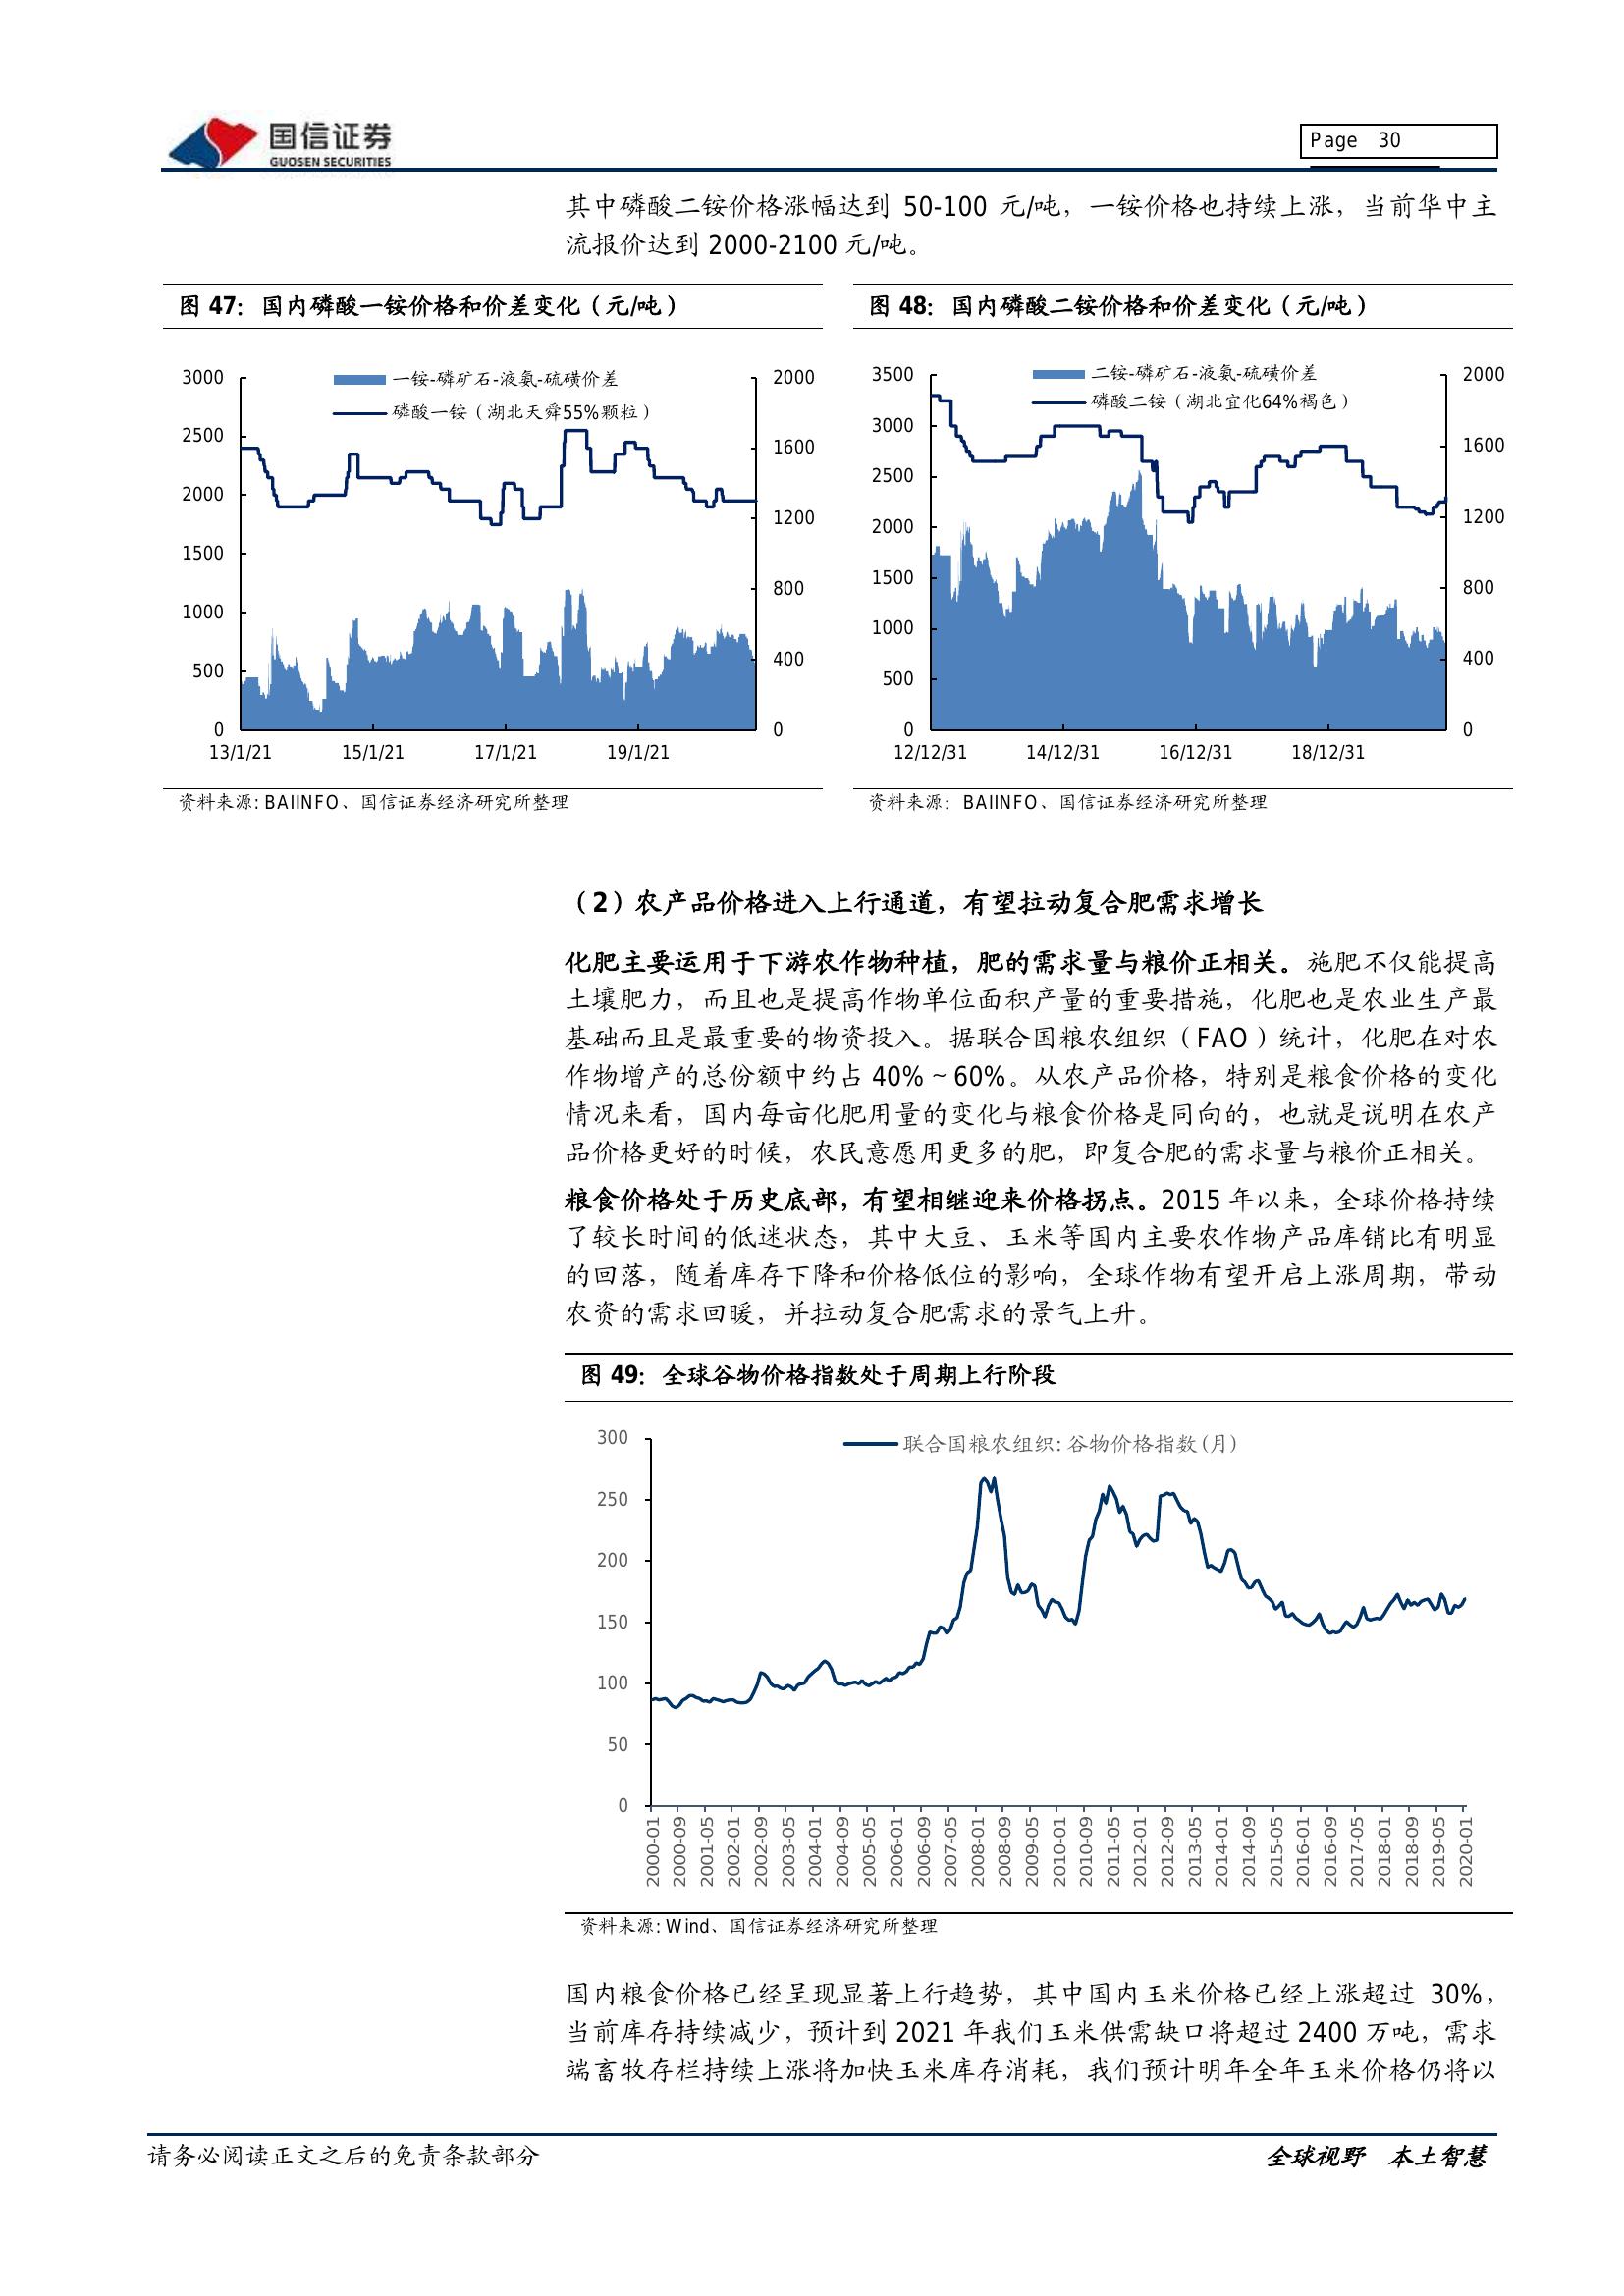 国信证券
GUOSEN SECURITIES
Page 30
其中磷酸二铵价格涨幅达到 50-100 元/吨，一铵价格也持续上涨，当前华中主
流报价达到 2000-2100 元/吨。
图 47：国内磷酸一铵价格和价差变化（元/吨）
一铵-磷矿石-液氨-硫磺价差
磷酸一铵（湖北天舜55%颗粒）
3000
2500
2000
1500
1000
500
0
2000
1600
1200
800
400
0
13/1/21 15/1/21 17/1/21 19/1/21
资料来源: BAIINFO、国信证券经济研究所整理
图 48：国内磷酸二铵价格和价差变化（元/吨）
二铵-磷矿石-液氨-硫磺价差
磷酸二铵（湖北宜化64%褐色）
3500
3000
2500
2000
1500
1000
500
0
2000
1600
1200
800
400
0
12/12/31 14/12/31 16/12/31 18/12/31
资料来源: BAIINFO、国信证券经济研究所整理
（2）农产品价格进入上行通道，有望拉动复合肥需求增长
化肥主要运用于下游农作物种植，肥的需求量与粮价正相关。施肥不仅能提高
土壤肥力，而且也是提高作物单位面积产量的重要措施，化肥也是农业生产最
基础而且是最重要的物资投入。据联合国粮农组织（FAO）统计，化肥在对农
作物增产的总份额中约占 40%~60%。从农产品价格，特别是粮食价格的变化
情况来看，国内每亩化肥用量的变化与粮食价格是同向的，也就是说明在农产
品价格更好的时候，农民意愿用更多的肥，即复合肥的需求量与粮价正相关。
粮食价格处于历史底部，有望相继迎来价格拐点。2015 年以来，全球价格持续
了较长时间的低迷状态，其中大豆、玉米等国内主要农作物产品库销比有明显
的回落，随着库存下降和价格低位的影响，全球作物有望开启上涨周期，带动
农资的需求回暖，并拉动复合肥需求的景气上升。
图 49：全球谷物价格指数处于周期上行阶段
联合国粮农组织: 谷物价格指数(月)
300
250
200
150
100
50
0
2000-01 2000-09 2001-05 2002-01 2002-09 2003-05 2004-01 2004-09 2005-05 2006-01 2006-09 2007-05 2008-01 2008-09 2009-05 2010-01 2010-09 2011-05 2012-01 2012-09 2013-05 2014-01 2014-09 2015-05 2016-01 2016-09 2017-05 2018-01 2018-09 2019-05 2020-01
资料来源: Wind、国信证券经济研究所整理
国内粮食价格已经呈现显著上行趋势，其中国内玉米价格已经上涨超过 30%，
当前库存持续减少，预计到 2021 年我们玉米供需缺口将超过 2400 万吨，需求
端畜牧存栏持续上涨将加快玉米库存消耗，我们预计明年全年玉米价格仍将以
请务必阅读正文之后的免责条款部分
全球视野 本土智慧